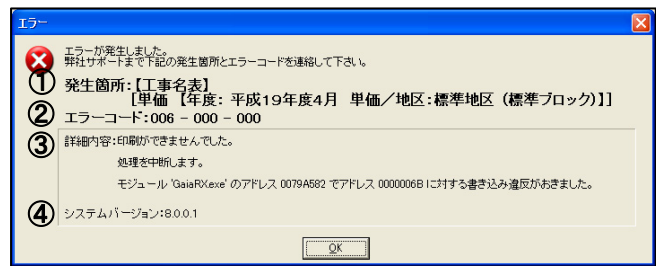 エラー
エラーが発生しました。
弊社サポートまで下記の発生箇所とエラーコードを連絡して下さい。
① 発生箇所:【工事名表】
[単価【年度: 平成19年度4月 単価/地区:標準地区（標準ブロック）】]
② エラーコード:006 - 000 - 000
③ 詳細内容:印刷ができませんでした。
処理を中断します。
モジュール 'GaiaRX.exe' のアドレス 0079A582 でアドレス 0000006B に対する書き込み違反がおきました。
④ システムバージョン:8.0.0.1
OK